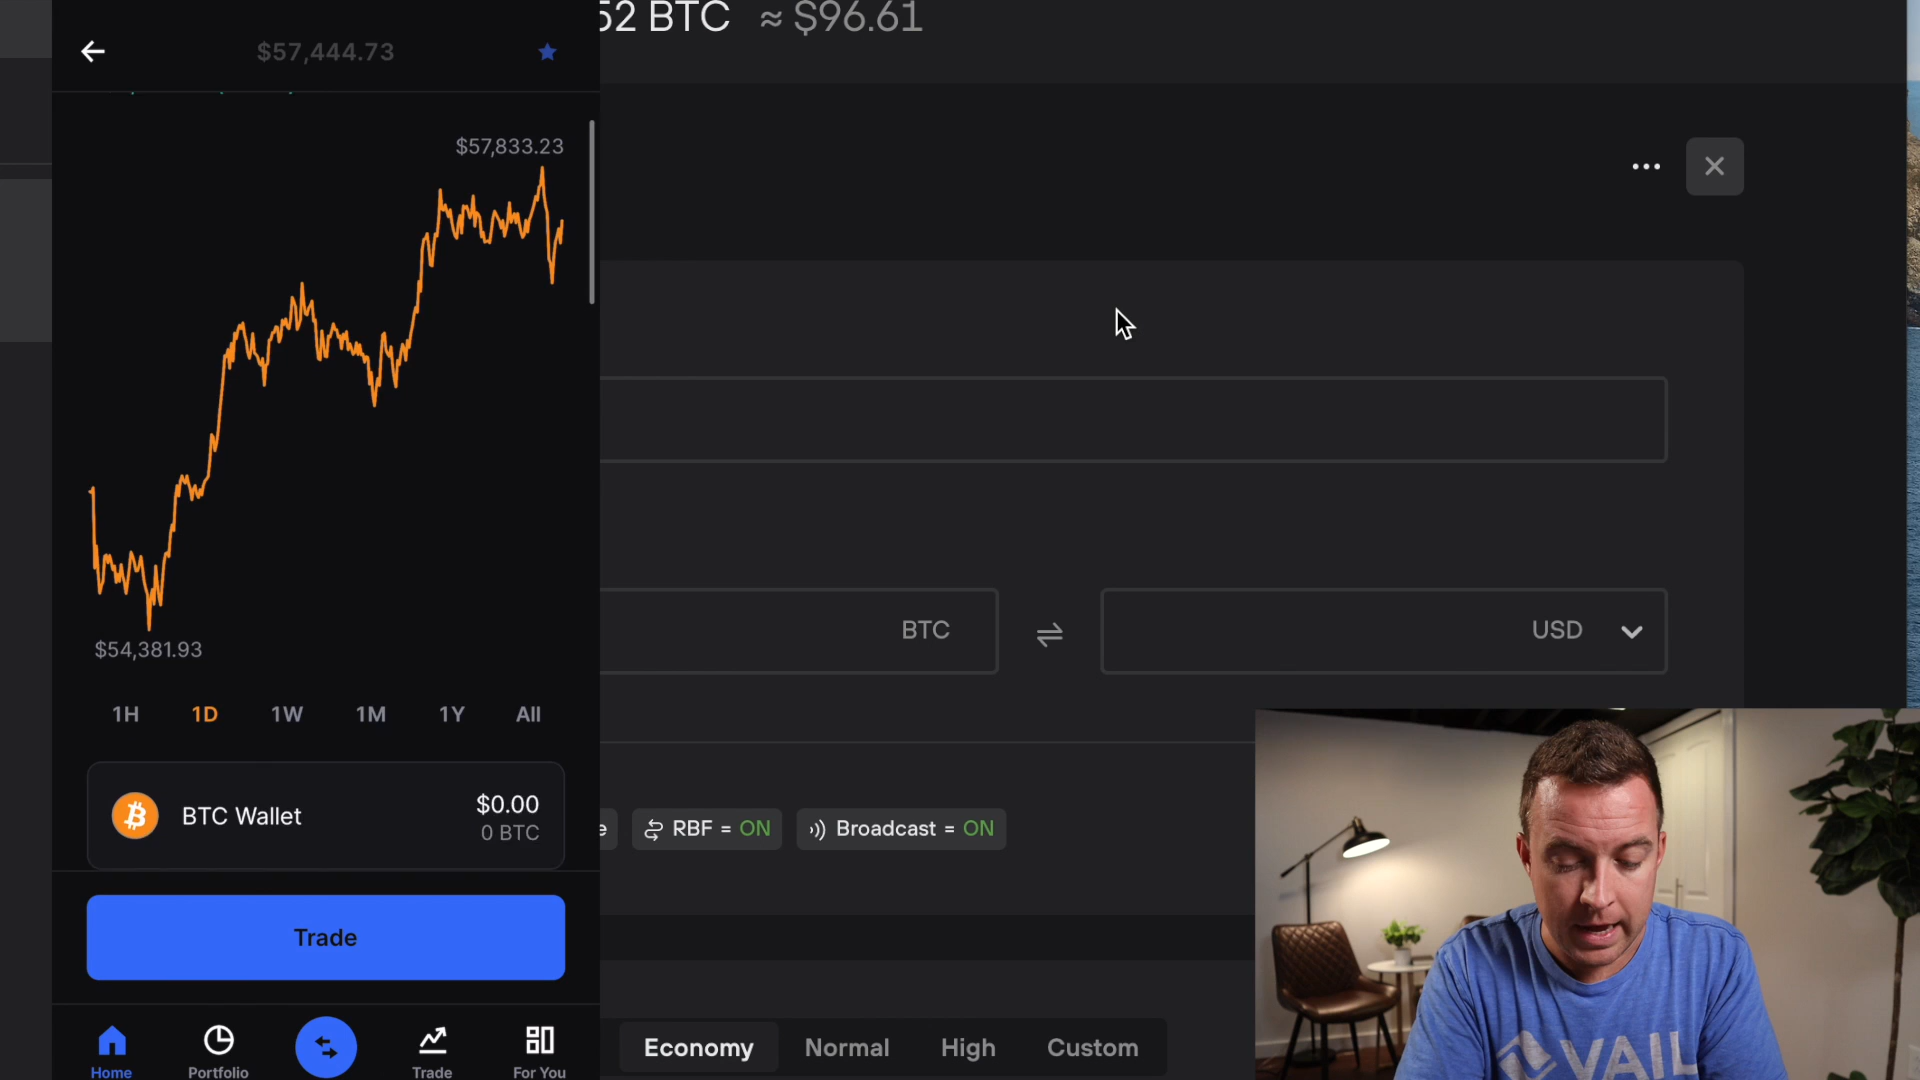 52 BTC ≈ $96.61
$57,444.73
$57,833.23
$54,381.93
1H 1D 1W 1M 1Y All
BTC Wallet
$0.00
0 BTC
Trade
Home Portfolio Trade For You
BTC
USD
e
RBF = ON
Broadcast = ON
Economy Normal High Custom
VAIL